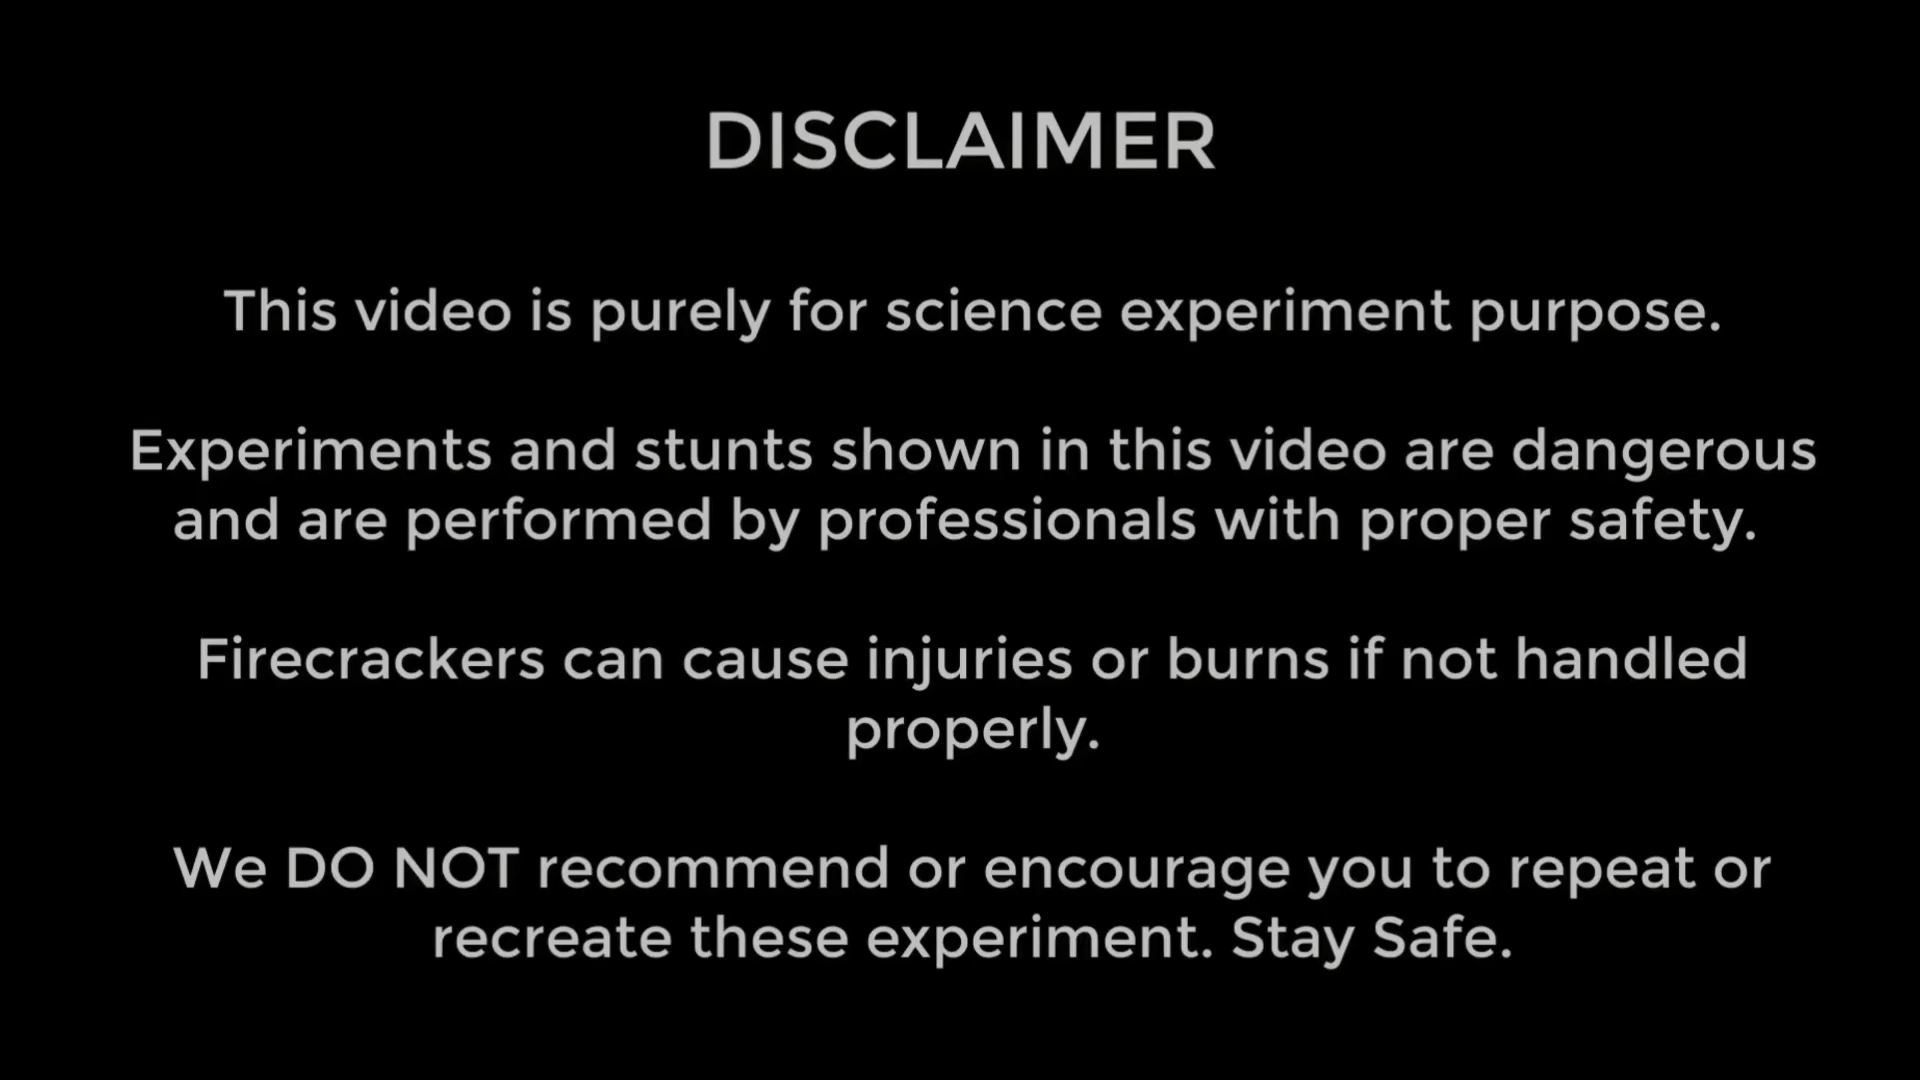 DISCLAIMER
This video is purely for science experiment purpose.
Experiments and stunts shown in this video are dangerous
and are performed by professionals with proper safety.
Firecrackers can cause injuries or burns if not handled
properly.
We DO NOT recommend or encourage you to repeat or
recreate these experiment. Stay Safe.